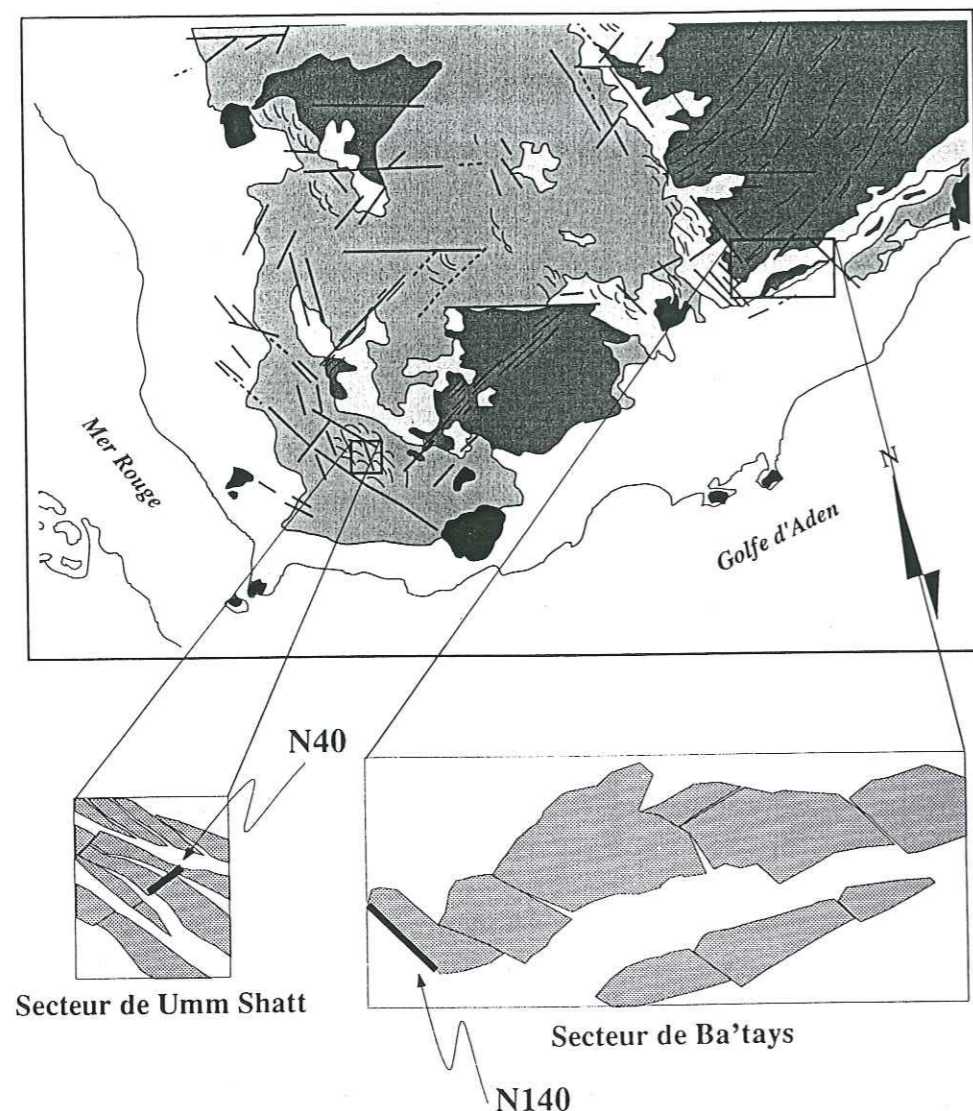 Mer Rouge
N
Golfe d'Aden
N40
Secteur de Umm Shatt
Secteur de Ba'tays
N140